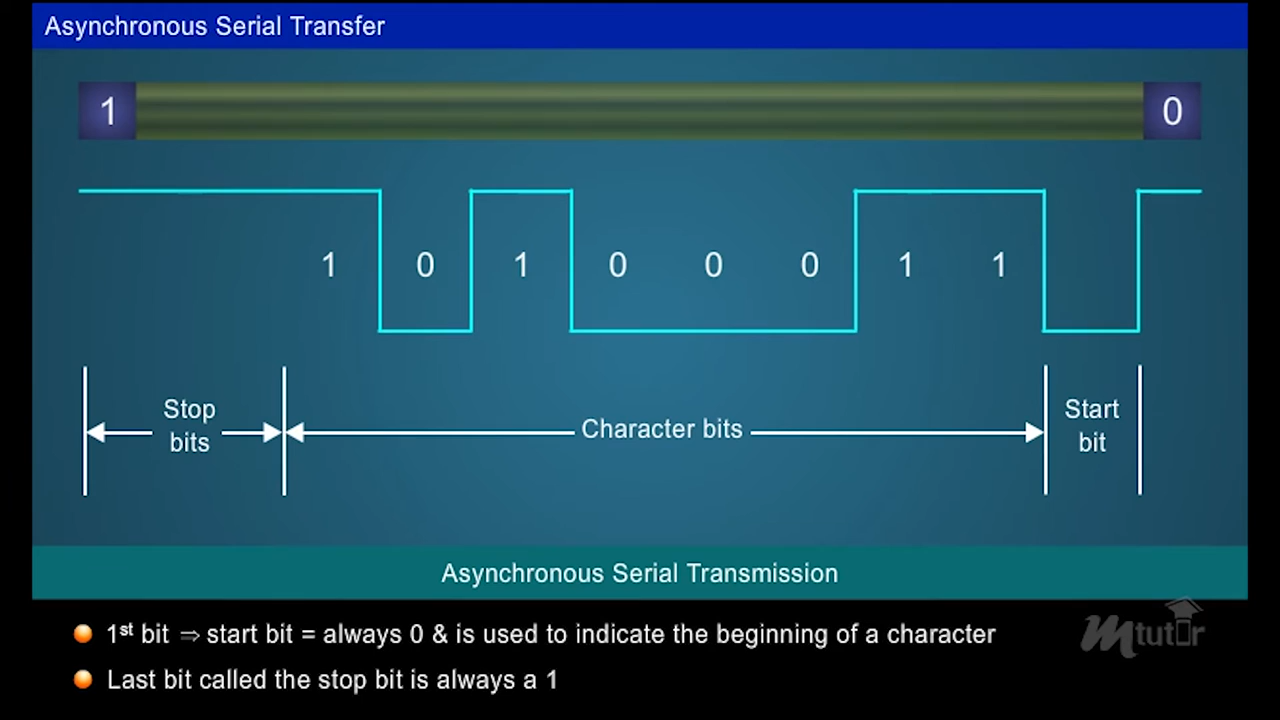 Asynchronous Serial Transfer
1 0
1 0 1 0 0 0 1 1
Stop
bits
Character bits
Start
bit
Asynchronous Serial Transmission
1st bit ⇒ start bit = always 0 & is used to indicate the beginning of a character
Last bit called the stop bit is always a 1
Mtutor